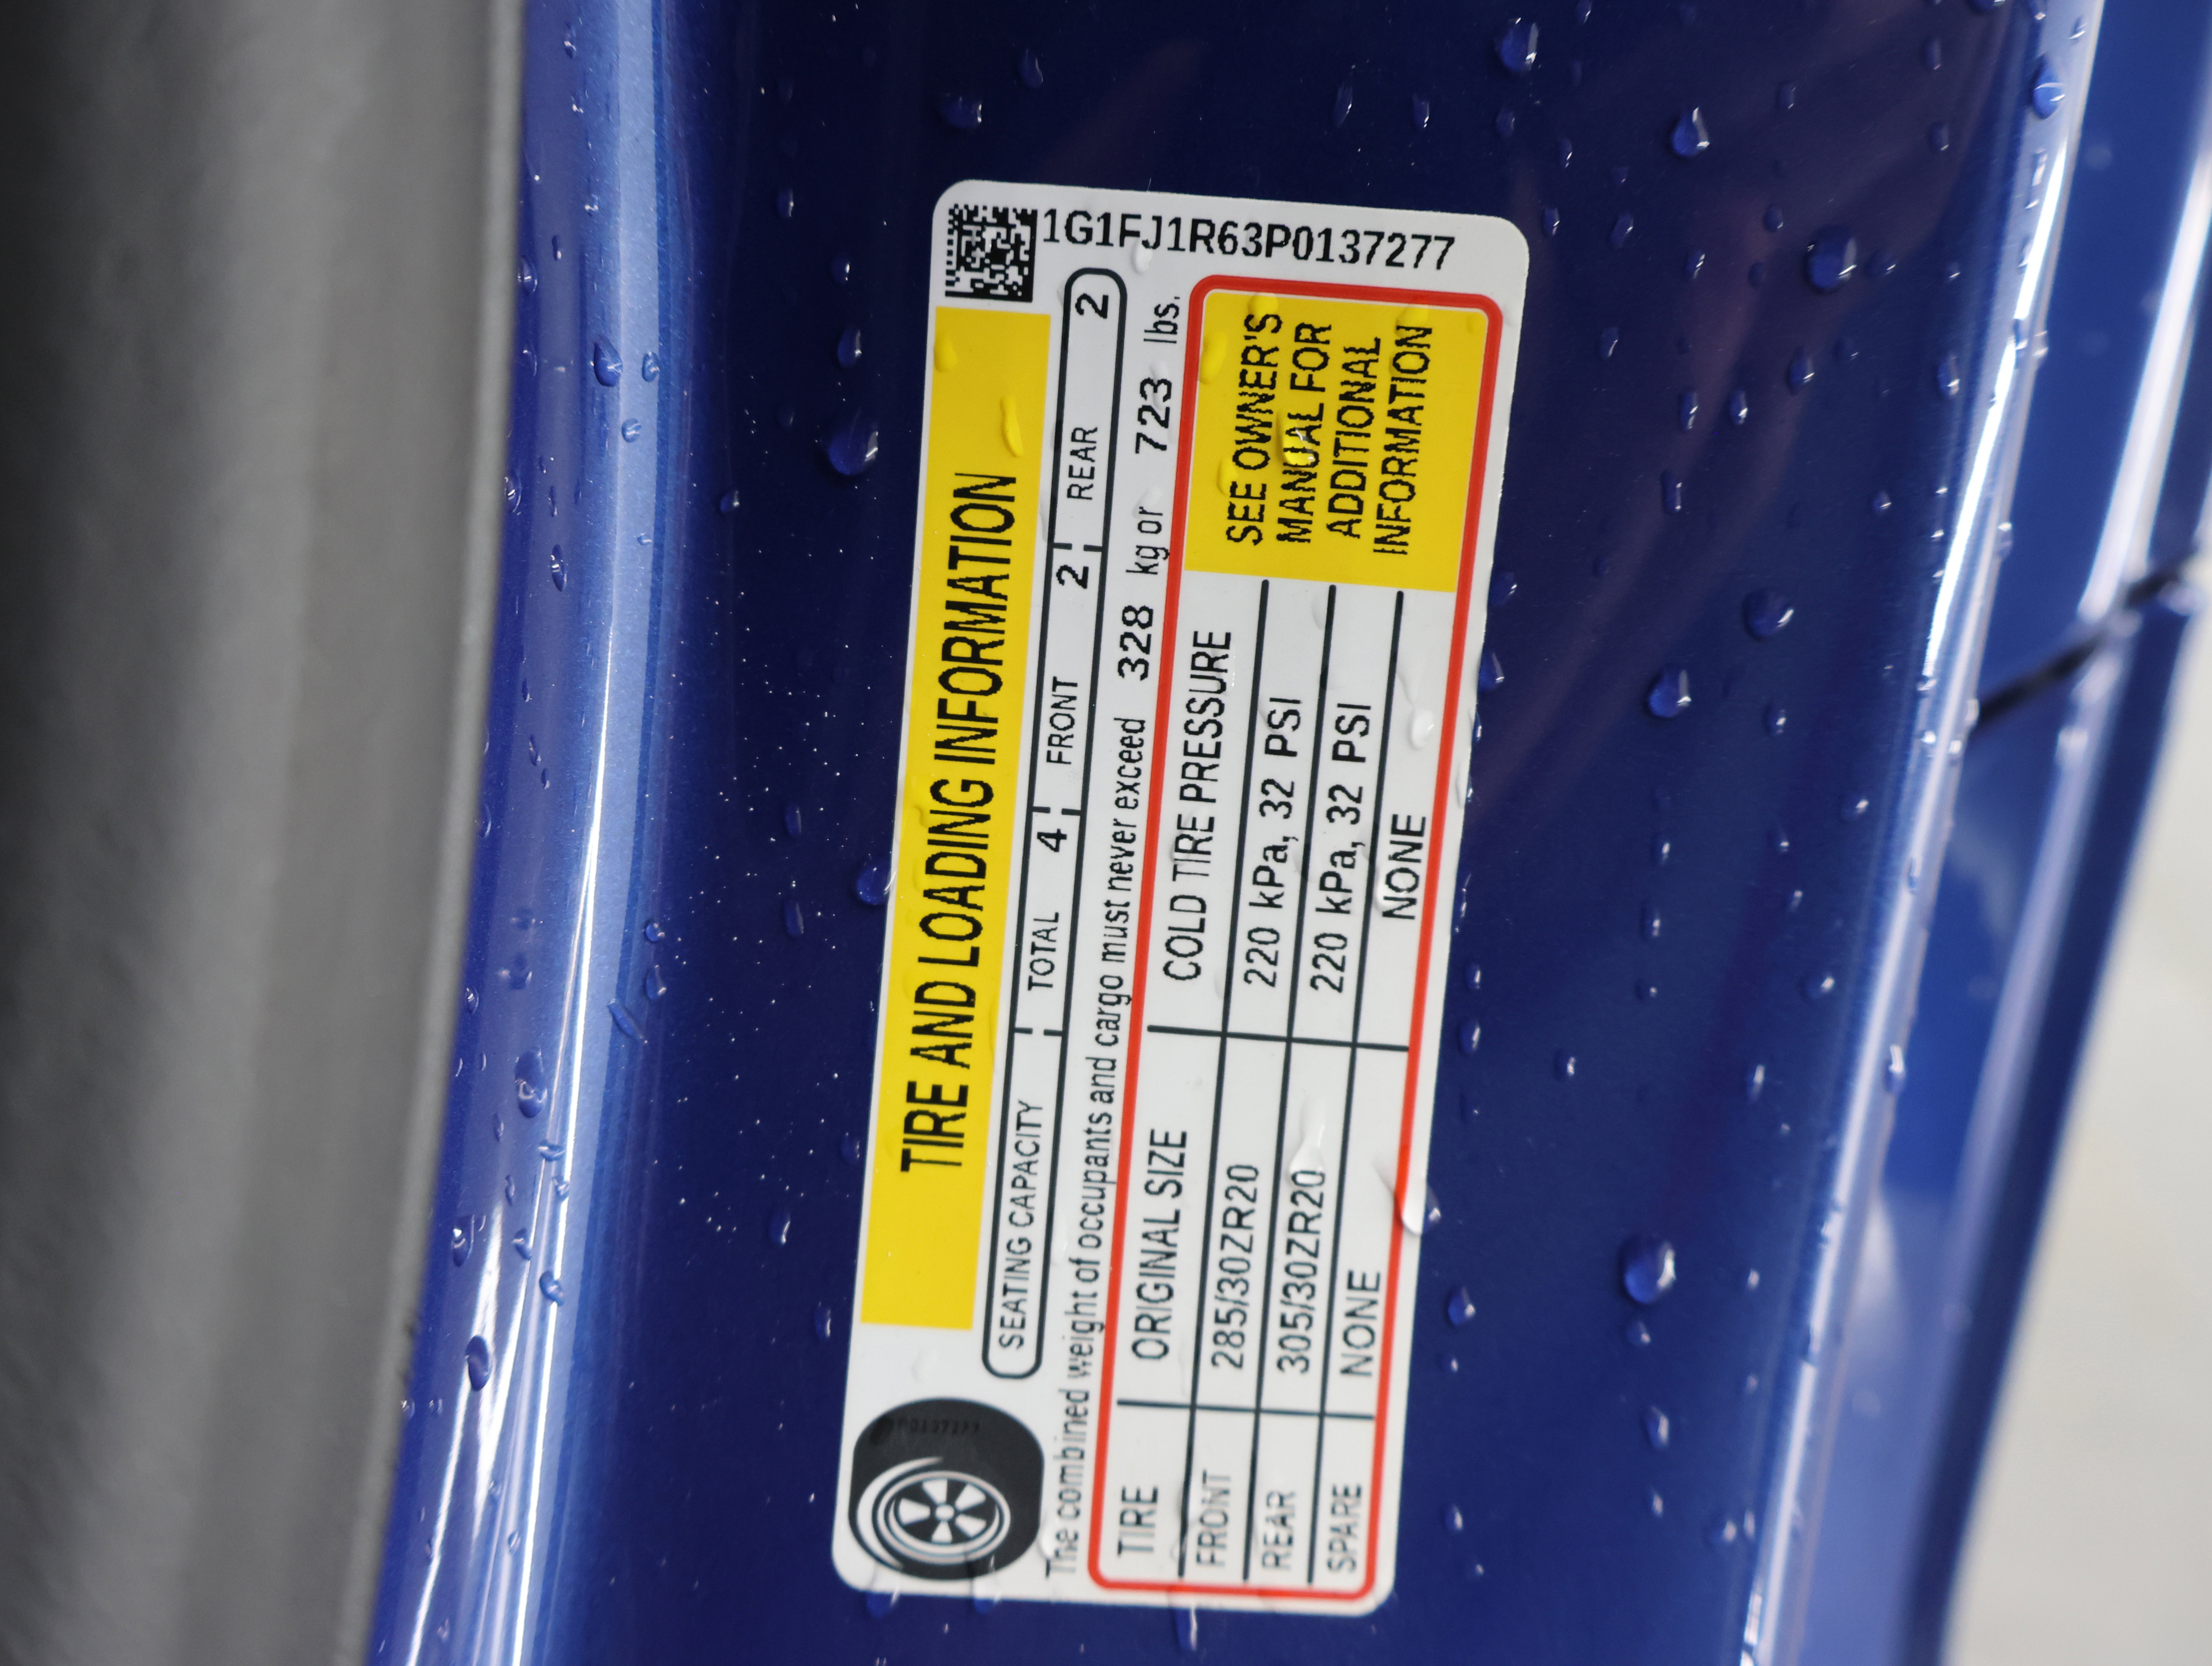 1G1FJ1R63P0137277
TIRE AND LOADING INFORMATION
SEATING CAPACITY TOTAL 4 FRONT 2 REAR 2
The combined weight of occupants and cargo must never exceed 328 kg or 723 lbs.
TIRE ORIGINAL SIZE COLD TIRE PRESSURE
FRONT 285/30ZR20 220 kPa, 32 PSI
REAR 305/30ZR20 220 kPa, 32 PSI
SPARE NONE NONE
SEE OWNER'S
MANUAL FOR
ADDITIONAL
INFORMATION